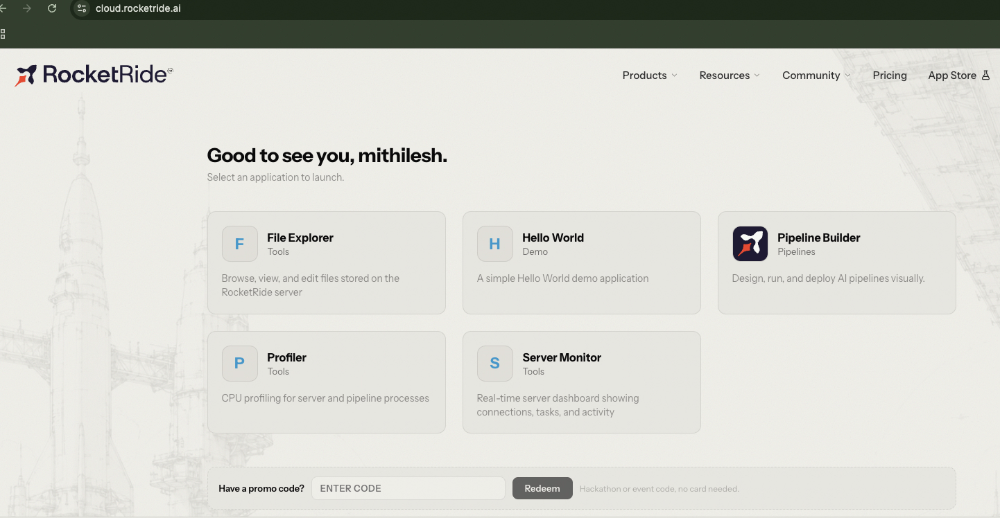 cloud.rocketride.ai
RocketRide
Products
Resources
Community
Pricing
App Store
Good to see you, mithilesh.
Select an application to launch.
F
File Explorer
Tools
Browse, view, and edit files stored on the
RocketRide server
H
Hello World
Demo
A simple Hello World demo application
Pipeline Builder
Pipelines
Design, run, and deploy AI pipelines visually.
P
Profiler
Tools
CPU profiling for server and pipeline processes
S
Server Monitor
Tools
Real-time server dashboard showing
connections, tasks, and activity
Have a promo code?
ENTER CODE
Redeem
Hackathon or event code, no card needed.